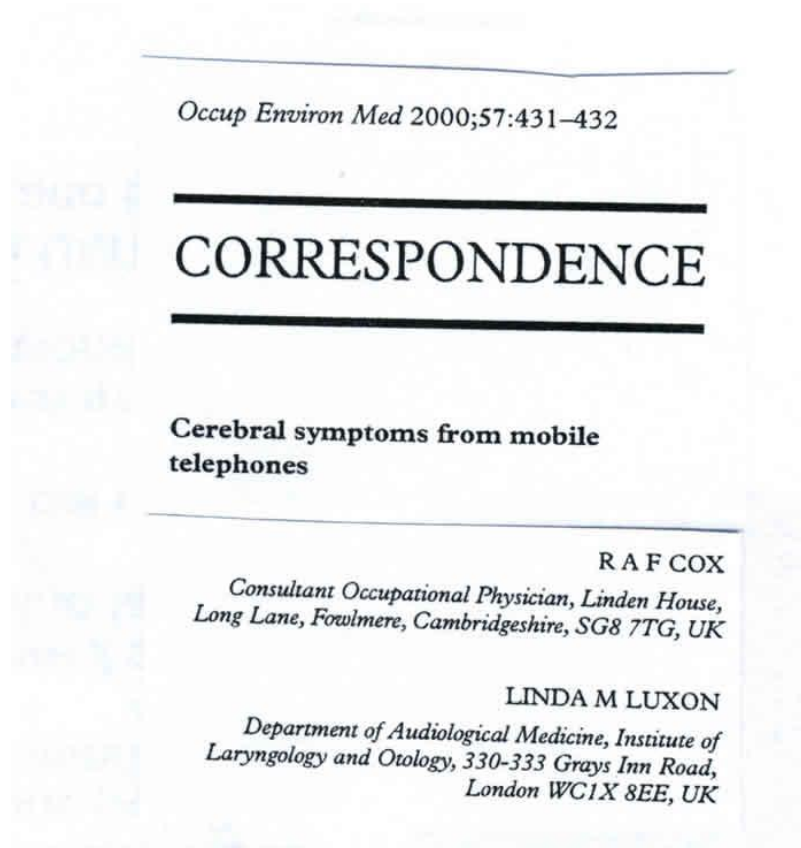 Occup Environ Med 2000;57:431–432
CORRESPONDENCE
Cerebral symptoms from mobile
telephones
R A F COX
Consultant Occupational Physician, Linden House,
Long Lane, Fowlmere, Cambridgeshire, SG8 7TG, UK
LINDA M LUXON
Department of Audiological Medicine, Institute of
Laryngology and Otology, 330-333 Grays Inn Road,
London WC1X 8EE, UK